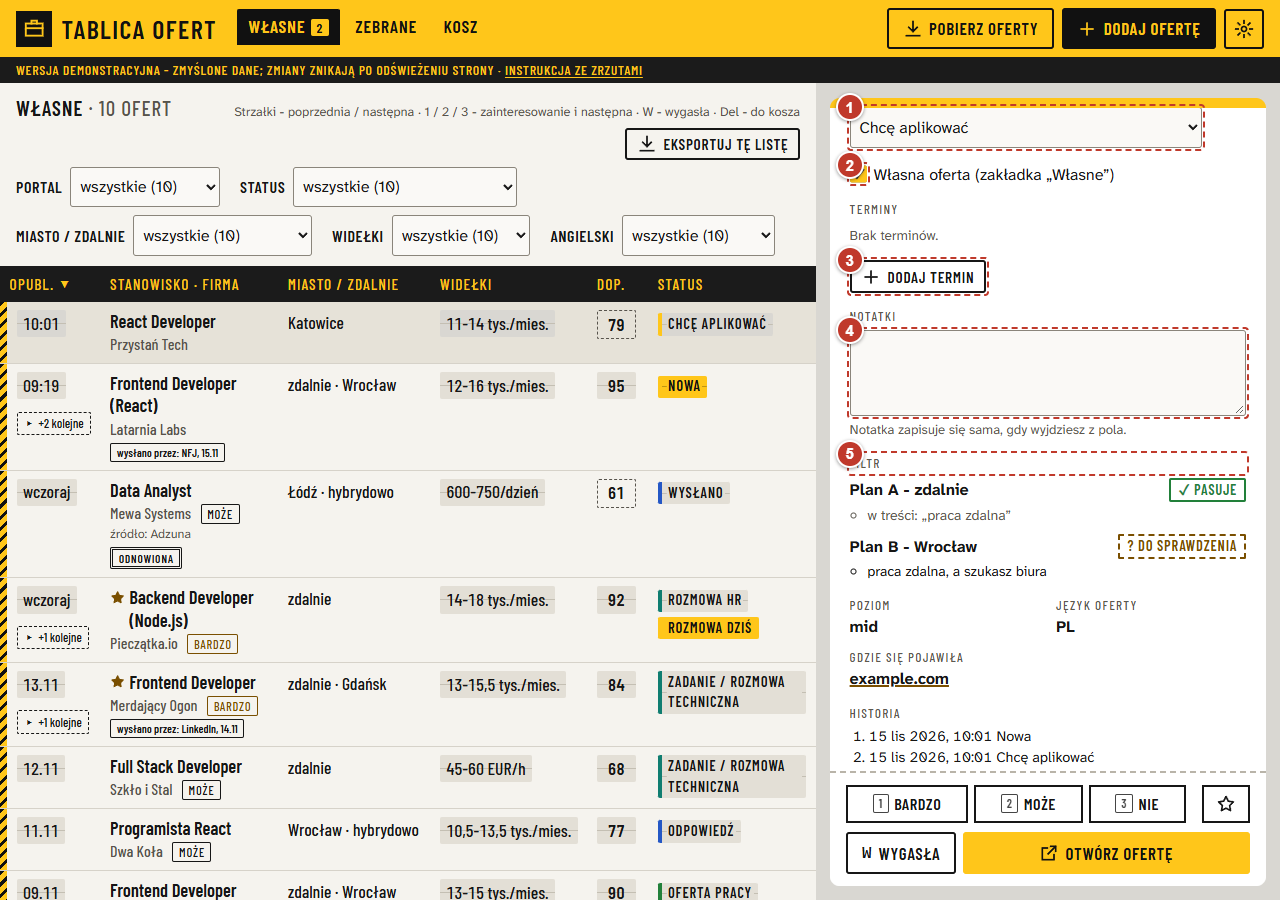 TABLICA OFERT
WŁASNE 2
ZEBRANE
KOSZ
POBIERZ OFERTY
DODAJ OFERTĘ
WERSJA DEMONSTRACYJNA - ZMYŚLONE DANE; ZMIANY ZNIKAJĄ PO ODŚWIEŻENIU STRONY · INSTRUKCJA ZE ZRZUTAMI
WŁASNE · 10 OFERT
Strzałki - poprzednia / następna · 1 / 2 / 3 - zainteresowanie i następna · W - wygasła · Del - do kosza
EKSPORTUJ TĘ LISTĘ
PORTAL wszystkie (10) STATUS wszystkie (10)
MIASTO / ZDALNIE wszystkie (10) WIDEŁKI wszystkie (10) ANGIELSKI wszystkie (10)
OPUBL. ▼ STANOWISKO · FIRMA MIASTO / ZDALNIE WIDEŁKI DOP. STATUS
10:01 React Developer Katowice 11-14 tys./mies. 79 CHCĘ APLIKOWAĆ
Przystań Tech
09:19 Frontend Developer (React) zdalnie · Wrocław 12-16 tys./mies. 95 NOWA
+2 kolejne
Latarnia Labs
wysłano przez: NFJ, 15.11
wczoraj Data Analyst Łódź · hybrydowo 600-750/dzień 61 WYSŁANO
Mewa Systems MOŻE
źródło: Adzuna
ODNOWIONA
wczoraj Backend Developer (Node.js) zdalnie 14-18 tys./mies. 92 ROZMOWA HR
ROZMOWA DZIŚ
+1 kolejne
Pieczątka.io BARDZO
13.11 Frontend Developer zdalnie · Gdańsk 13-15,5 tys./mies. 84 ZADANIE / ROZMOWA TECHNICZNA
Merdający Ogon BARDZO
+1 kolejne
wysłano przez: LinkedIn, 14.11
12.11 Full Stack Developer zdalnie 45-60 EUR/h 68 ZADANIE / ROZMOWA TECHNICZNA
Szkło i Stal MOŻE
11.11 Programista React Wrocław · hybrydowo 10,5-13,5 tys./mies. 77 ODPOWIEDŹ
Dwa Koła MOŻE
09.11 Frontend Developer zdalnie · Wrocław 13-15 tys./mies. 90 OFERTA PRACY
1
Chcę aplikować
2
Własna oferta (zakładka „Własne”)
TERMINY
Brak terminów.
3
DODAJ TERMIN
NOTATKI
4
Notatka zapisuje się sama, gdy wyjdziesz z pola.
5
Plan A - zdalnie ✓ PASUJE
w treści: „praca zdalna”
Plan B - Wrocław ? DO SPRAWDZENIA
praca zdalna, a szukasz biura
POZIOM JĘZYK OFERTY
mid PL
GDZIE SIĘ POJAWIŁA
example.com
HISTORIA
1. 15 lis 2026, 10:01 Nowa
2. 15 lis 2026, 10:01 Chcę aplikować
1 BARDZO 2 MOŻE 3 NIE
W WYGASŁA OTWÓRZ OFERTĘ